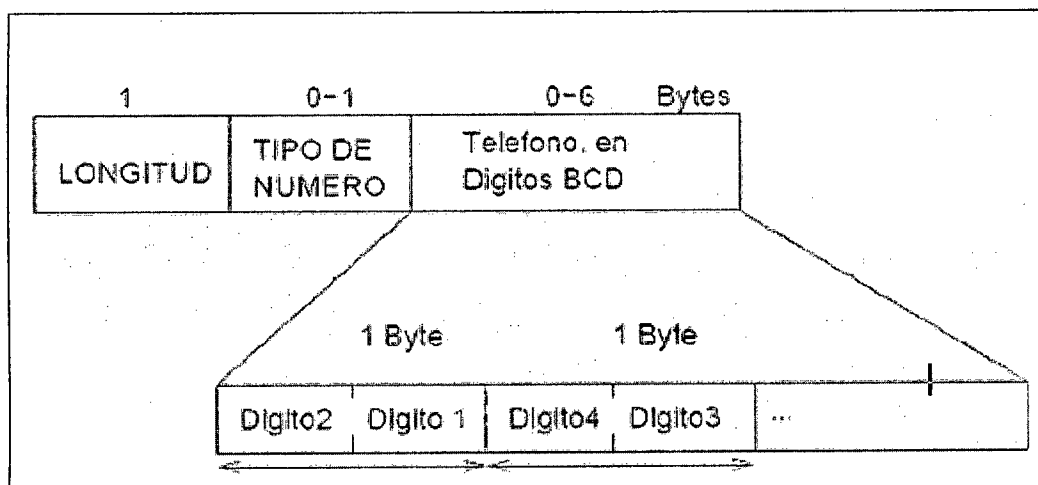 1 0-1 0-6 Bytes
LONGITUD
TIPO DE
NUMERO
Telefono, en
Digitos BCD
1 Byte 1 Byte
Digito2 Digito 1 Digito4 Digito3 ...